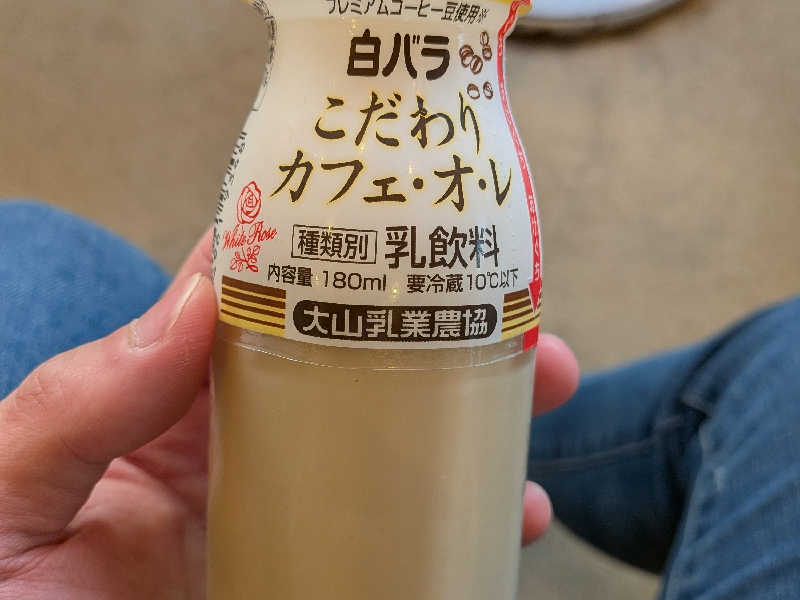 プレミアムコーヒー豆使用※
白バラ
こだわり
カフェ・オ・レ
White Rose
種類別 乳飲料
内容量 180ml 要冷蔵10℃以下
大山乳業農協